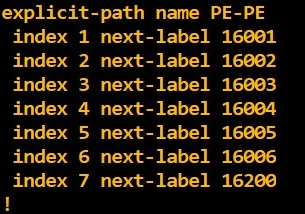 explicit-path name PE-PE
index 1 next-label 16001
index 2 next-label 16002
index 3 next-label 16003
index 4 next-label 16004
index 5 next-label 16005
index 6 next-label 16006
index 7 next-label 16200
!